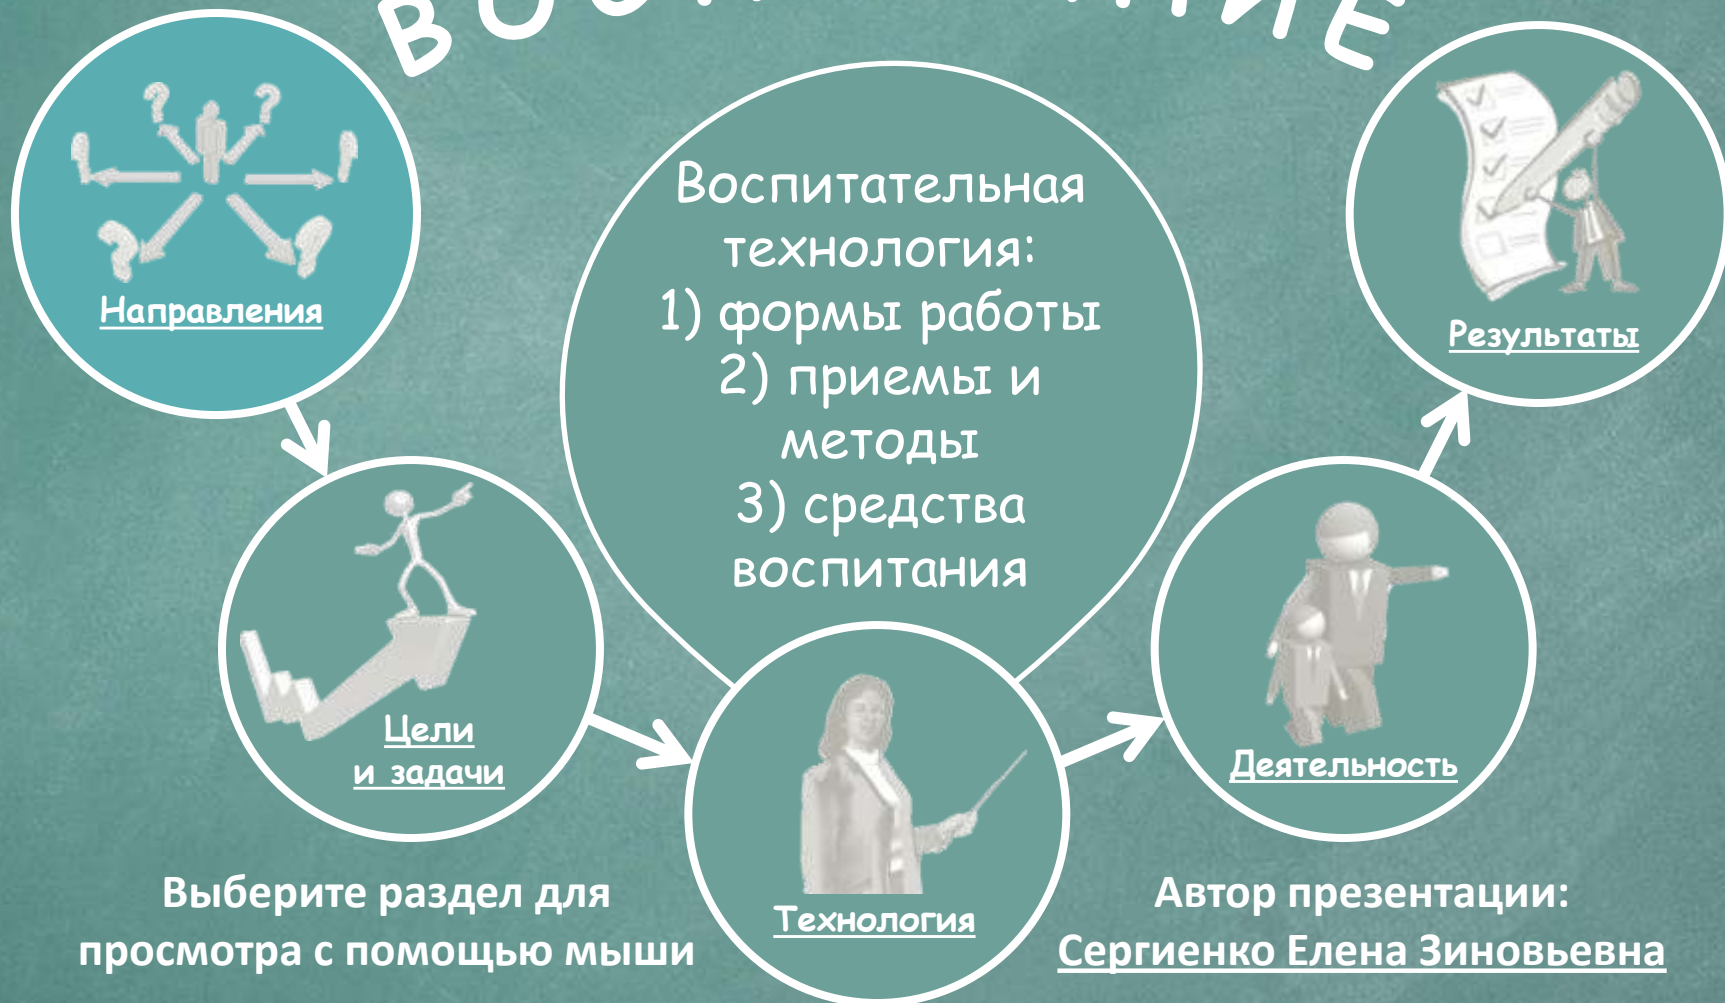 Воспитательная
технология:
1) формы работы
2) приемы и
методы
3) средства
воспитания
Направления
Результаты
Цели
и задачи
Деятельность
Технология
Выберите раздел для
просмотра с помощью мыши
Автор презентации:
Сергиенко Елена Зиновьевна